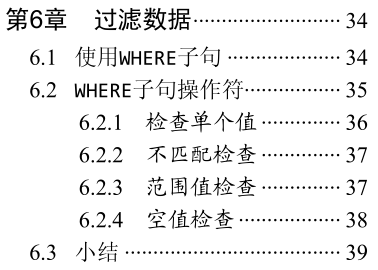 第6章 过滤数据 34
6.1 使用WHERE子句 34
6.2 WHERE子句操作符 35
6.2.1 检查单个值 36
6.2.2 不匹配检查 37
6.2.3 范围值检查 37
6.2.4 空值检查 38
6.3 小结 39